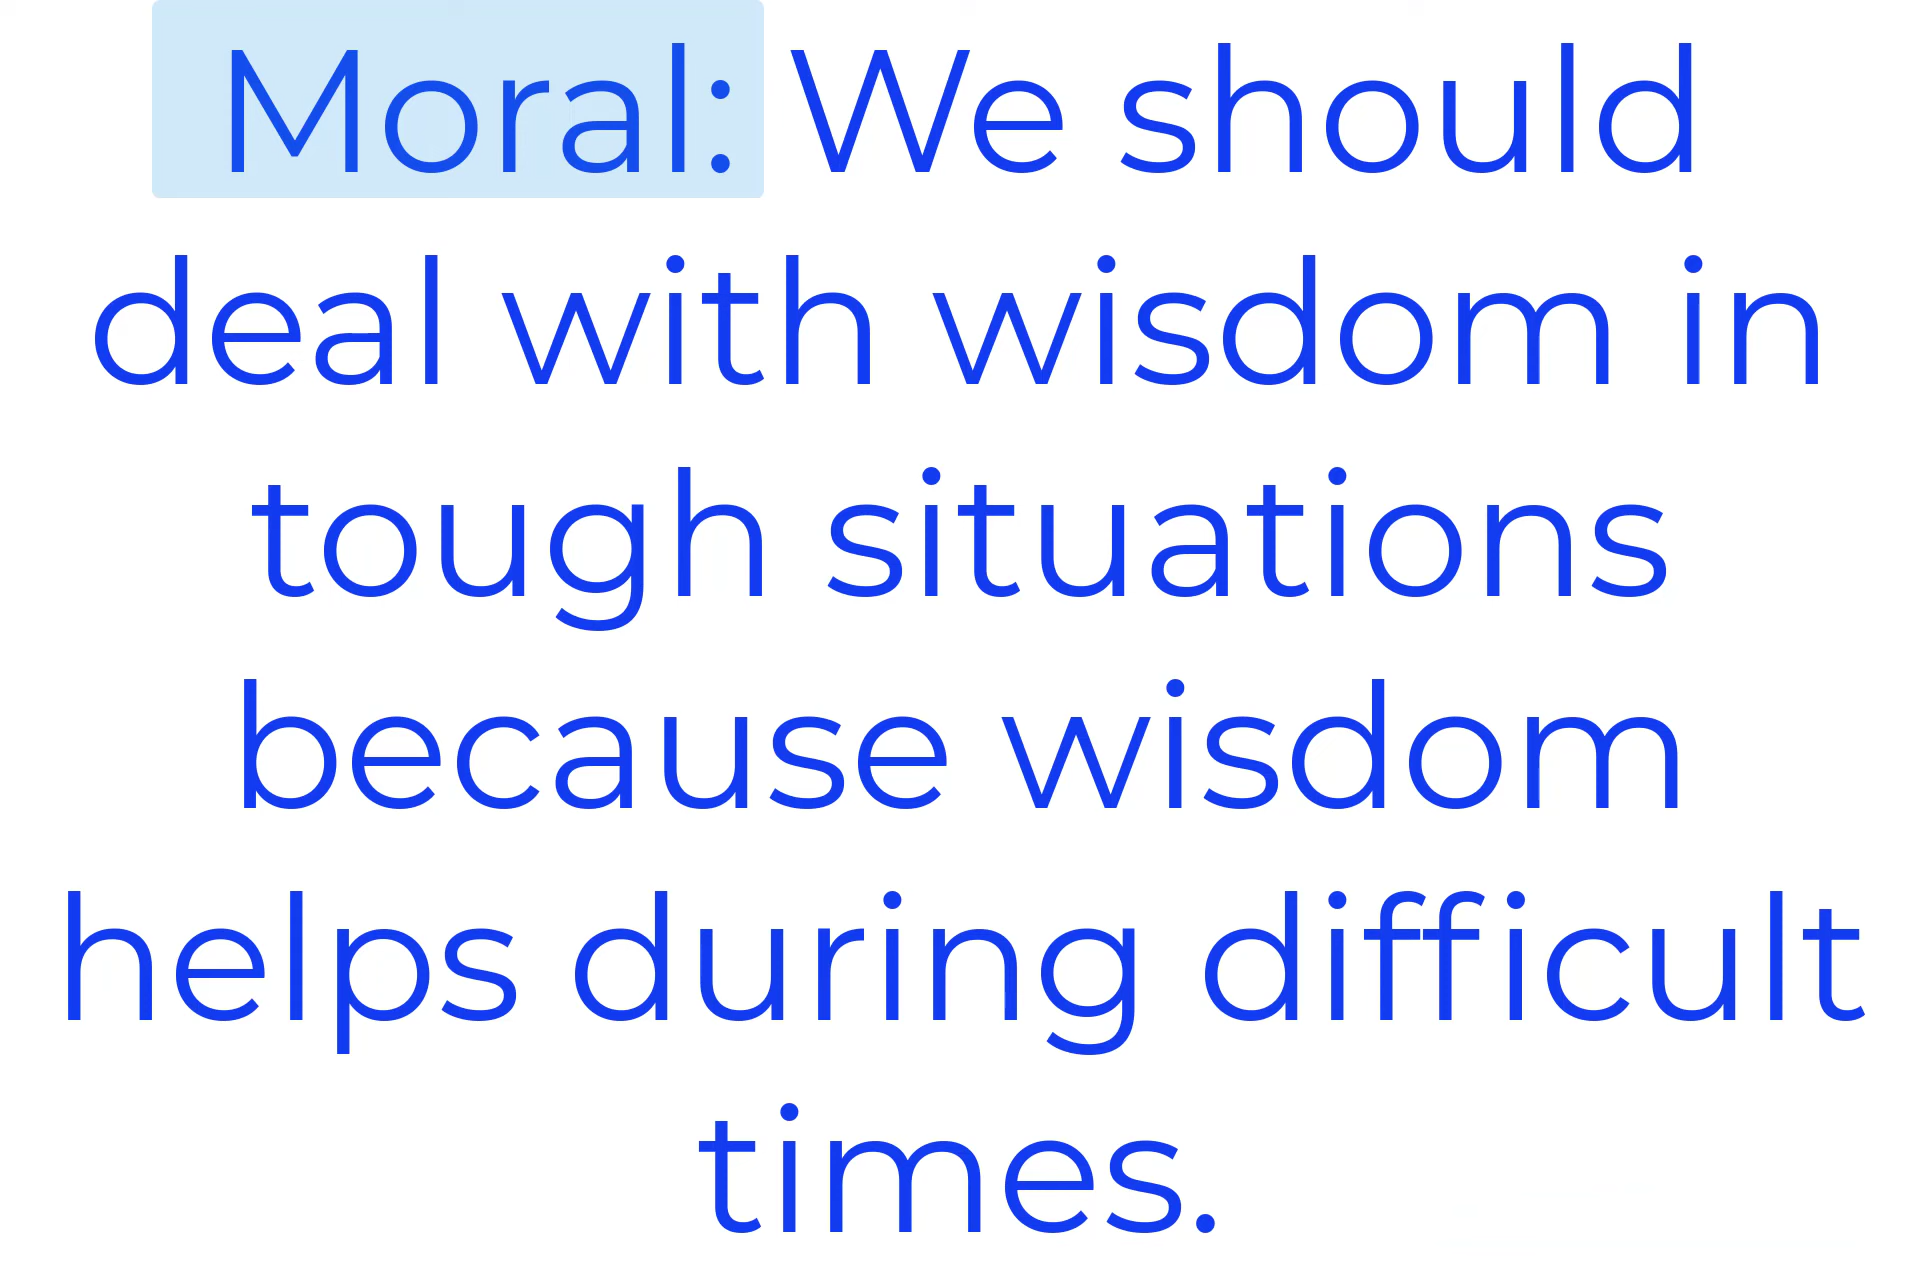 Moral: We should
deal with wisdom in
tough situations
because wisdom
helps during difficult
times.